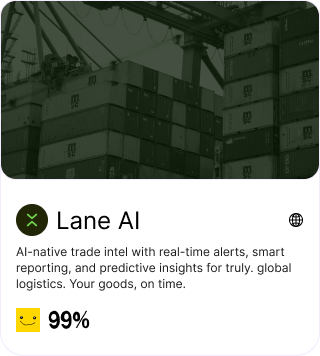 Lane AI
AI-native trade intel with real-time alerts, smart
reporting, and predictive insights for truly. global
logistics. Your goods, on time.
99%